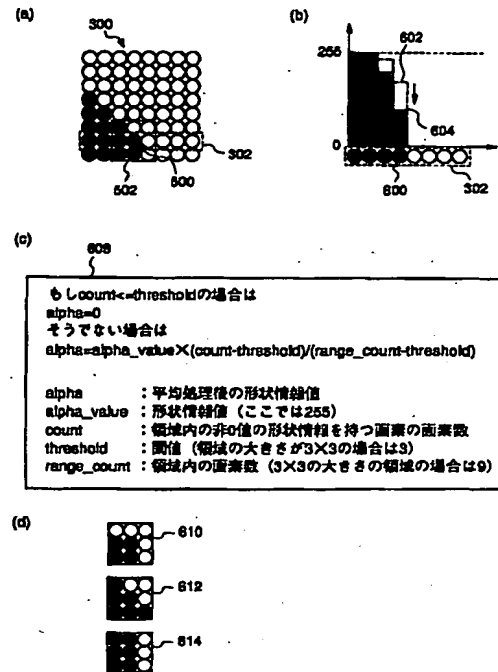 (a)
300
302
502
500
(b)
255
602
604
0
600
302
(c)
608
もしcount<=thresholdの場合は
alpha=0
そうでない場合は
alpha=alpha_value×(count-threshold)/(range_count-threshold)
alpha :平均処理後の形状情報値
alpha_value :形状情報値(ここでは255)
count :領域内の非0値の形状情報を持つ画素の画素数
threshold :閾値(領域の大きさが3×3の場合は3)
range_count :領域内の画素数(3×3の大きさの領域の場合は9)
(d)
610
612
614